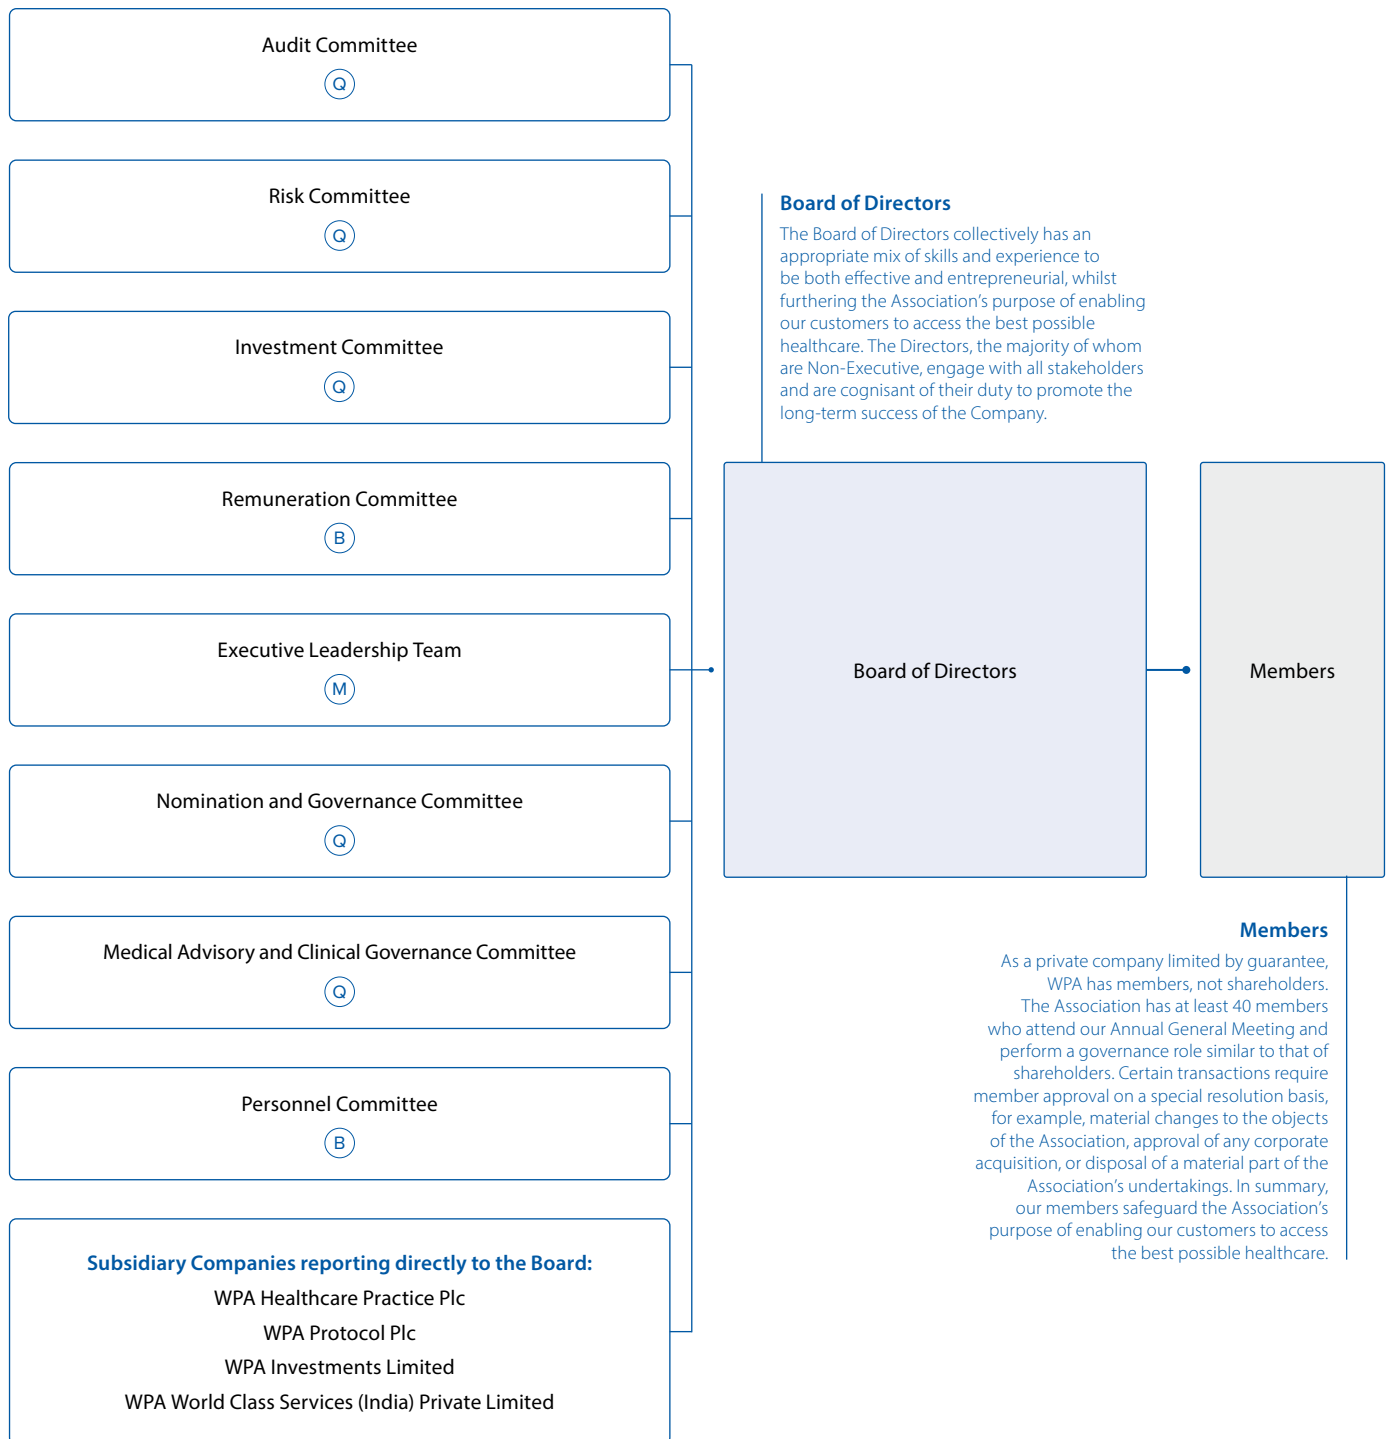 Audit Committee
Q
Risk Committee
Q
Investment Committee
Q
Remuneration Committee
B
Executive Leadership Team
M
Nomination and Governance Committee
Q
Medical Advisory and Clinical Governance Committee
Q
Personnel Committee
B
Subsidiary Companies reporting directly to the Board:
WPA Healthcare Practice Plc
WPA Protocol Plc
WPA Investments Limited
WPA World Class Services (India) Private Limited
Board of Directors
The Board of Directors collectively has an
appropriate mix of skills and experience to
be both effective and entrepreneurial, whilst
furthering the Association’s purpose of enabling
our customers to access the best possible
healthcare. The Directors, the majority of whom
are Non-Executive, engage with all stakeholders
and are cognisant of their duty to promote the
long-term success of the Company.
Board of Directors
Members
Members
As a private company limited by guarantee,
WPA has members, not shareholders.
The Association has at least 40 members
who attend our Annual General Meeting and
perform a governance role similar to that of
shareholders. Certain transactions require
member approval on a special resolution basis,
for example, material changes to the objects
of the Association, approval of any corporate
acquisition, or disposal of a material part of the
Association’s undertakings. In summary,
our members safeguard the Association’s
purpose of enabling our customers to access
the best possible healthcare.